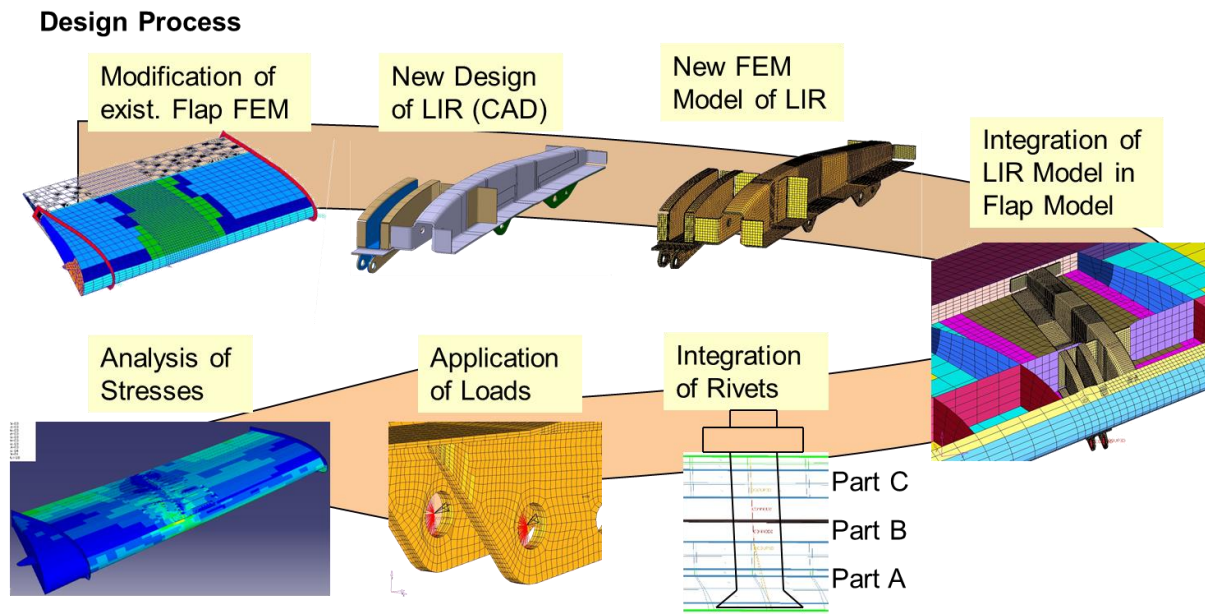 Design Process
Modification of
exist. Flap FEM
New Design
of LIR (CAD)
New FEM
Model of LIR
Integration of
LIR Model in
Flap Model
Analysis of
Stresses
Application
of Loads
Integration
of Rivets
Part C
Part B
Part A